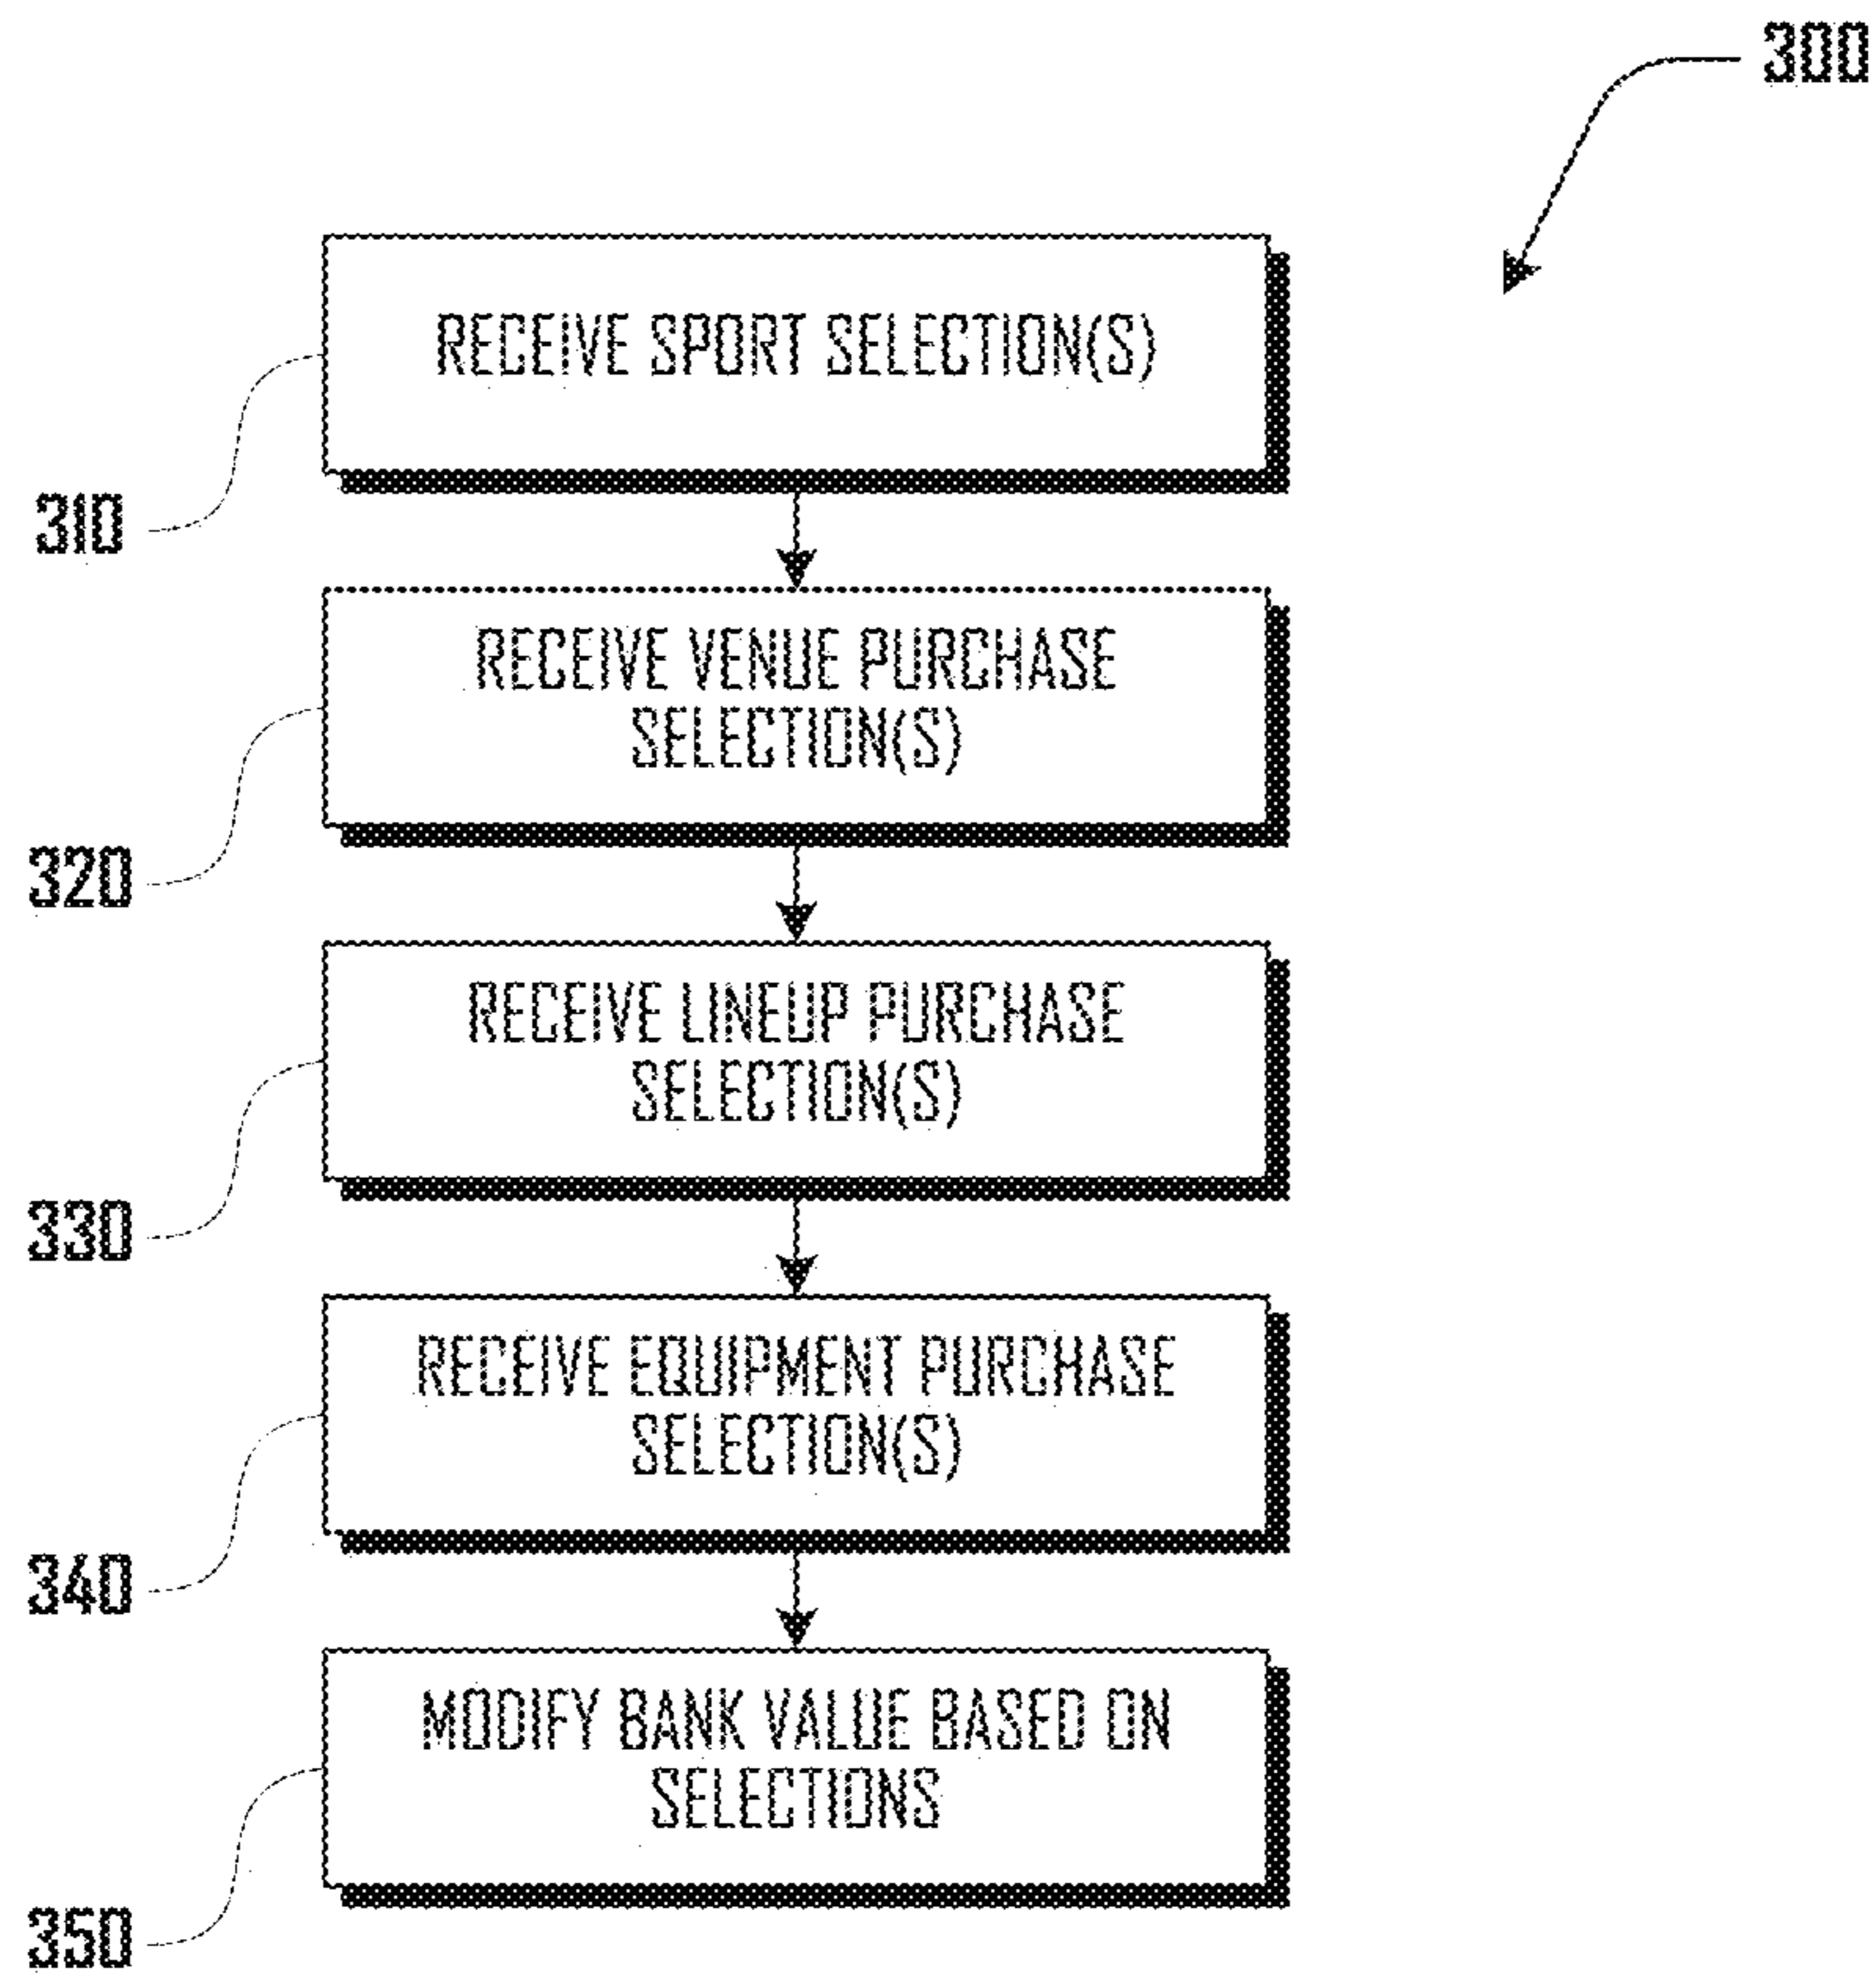 300
RECEIVE SPORT SELECTION(S)
310
RECEIVE VENUE PURCHASE
SELECTION(S)
320
RECEIVE LINEUP PURCHASE
SELECTION(S)
330
RECEIVE EQUIPMENT PURCHASE
SELECTION(S)
340
MODIFY BANK VALUE BASED ON
SELECTIONS
350